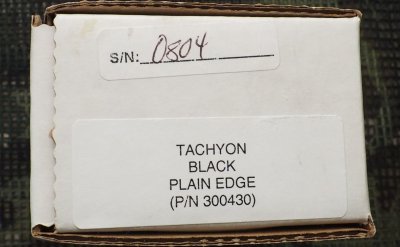 S/N: 0804
TACHYON
BLACK
PLAIN EDGE
(P/N 300430)